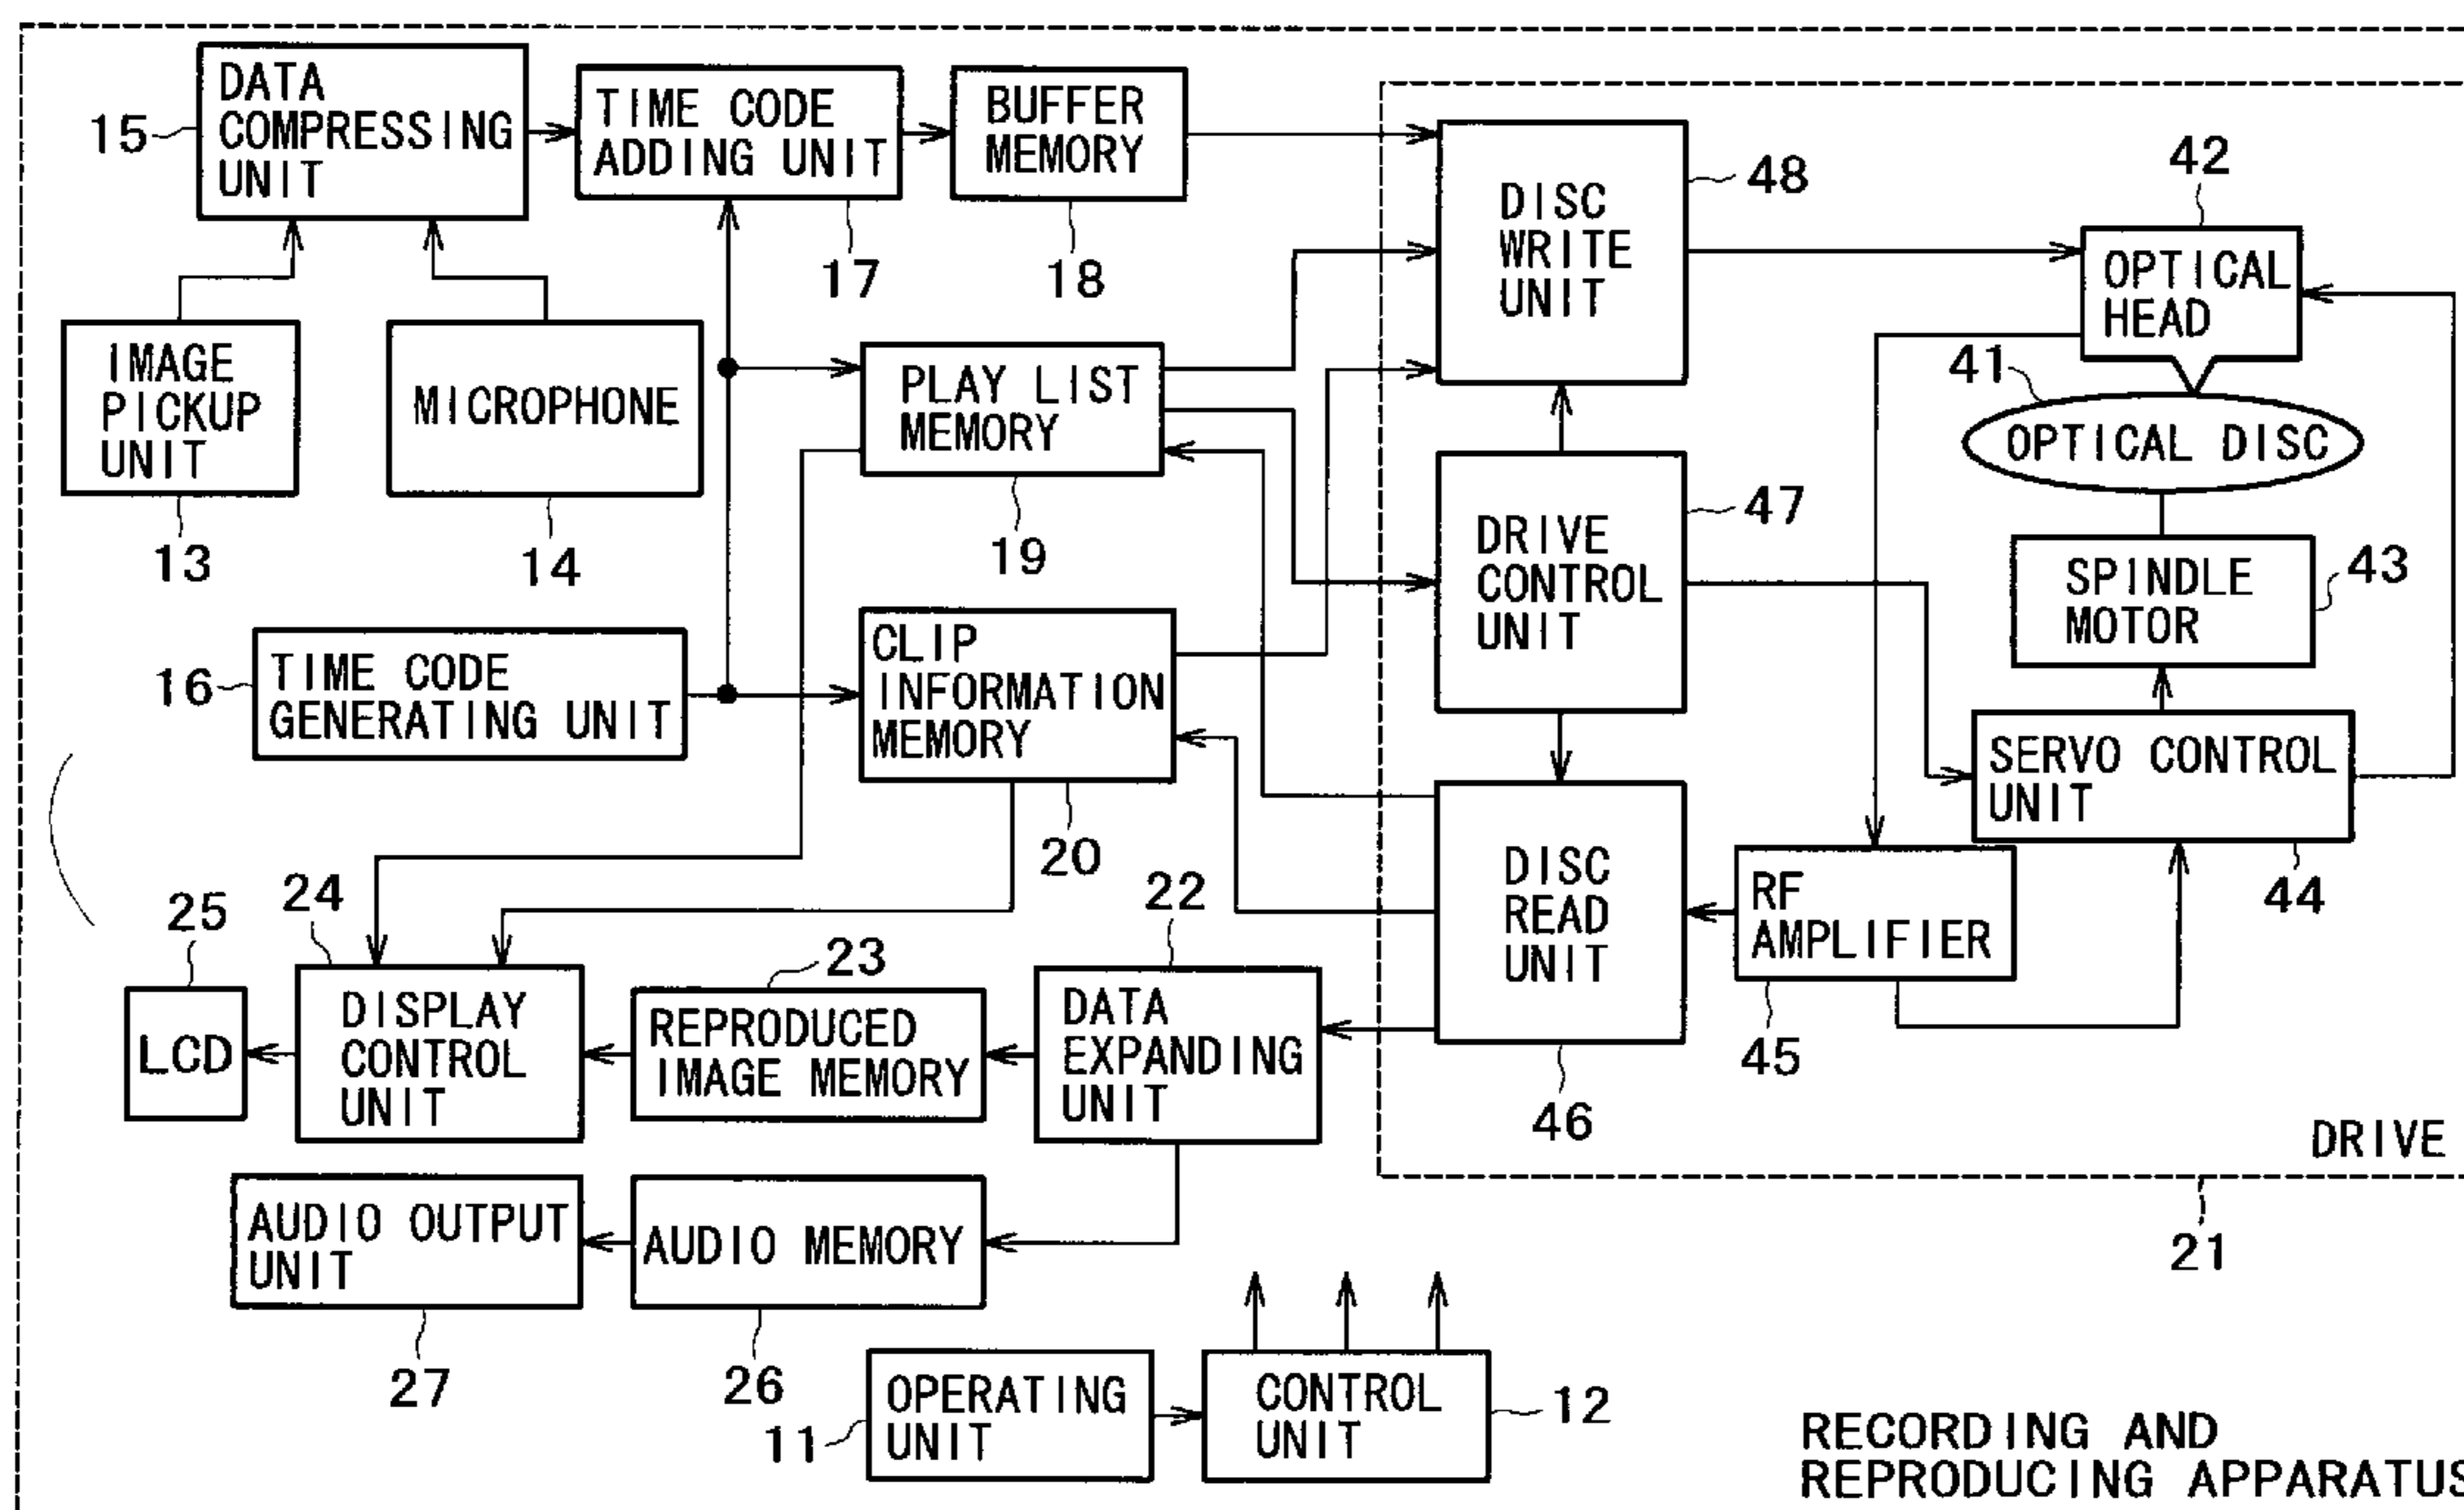 DATA
COMPRESSING
UNIT
15
TIME CODE
ADDING UNIT
17
BUFFER
MEMORY
18
IMAGE
PICKUP
UNIT
13
MICROPHONE
14
TIME CODE
GENERATING UNIT
16
PLAY LIST
MEMORY
19
CLIP
INFORMATION
MEMORY
20
DISC
WRITE
UNIT
48
DRIVE
CONTROL
UNIT
47
DISC
READ
UNIT
46
OPTICAL
HEAD
42
41
OPTICAL DISC
SPINDLE
MOTOR
43
SERVO CONTROL
UNIT
44
RF
AMPLIFIER
45
DRIVE
21
25
LCD
24
DISPLAY
CONTROL
UNIT
23
REPRODUCED
IMAGE MEMORY
22
DATA
EXPANDING
UNIT
AUDIO OUTPUT
UNIT
27
AUDIO MEMORY
26
OPERATING
UNIT
11
CONTROL
UNIT
12
RECORDING AND
REPRODUCING APPARATUS